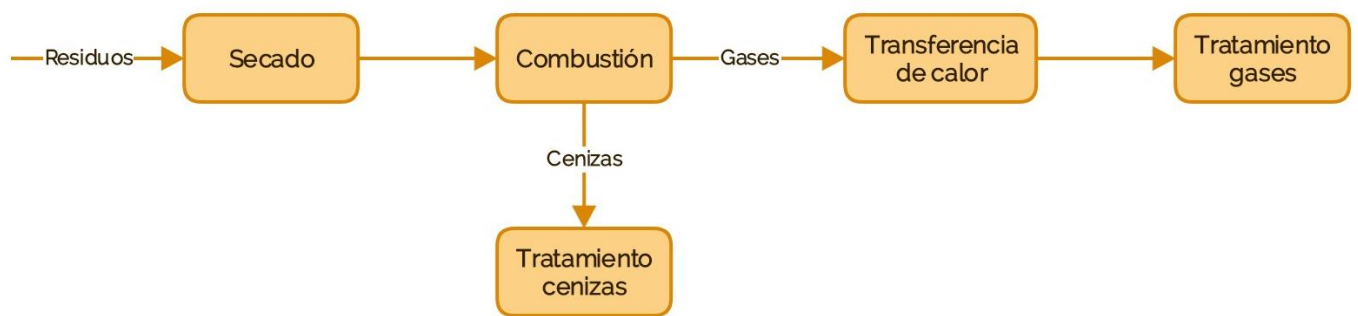 Residuos
Secado
Combustión
Gases
Transferencia
de calor
Tratamiento
gases
Cenizas
Tratamiento
cenizas